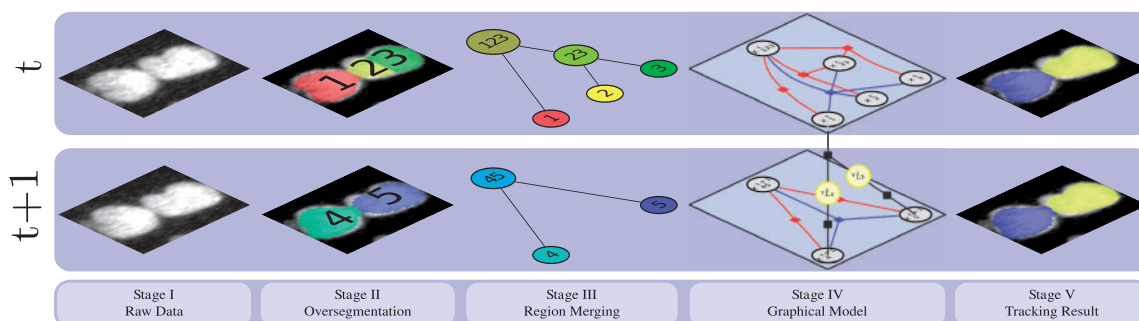 t
1
2
3
123
23
3
2
1
t+1
4
5
45
5
4
Stage I
Raw Data
Stage II
Oversegmentation
Stage III
Region Merging
Stage IV
Graphical Model
Stage V
Tracking Result